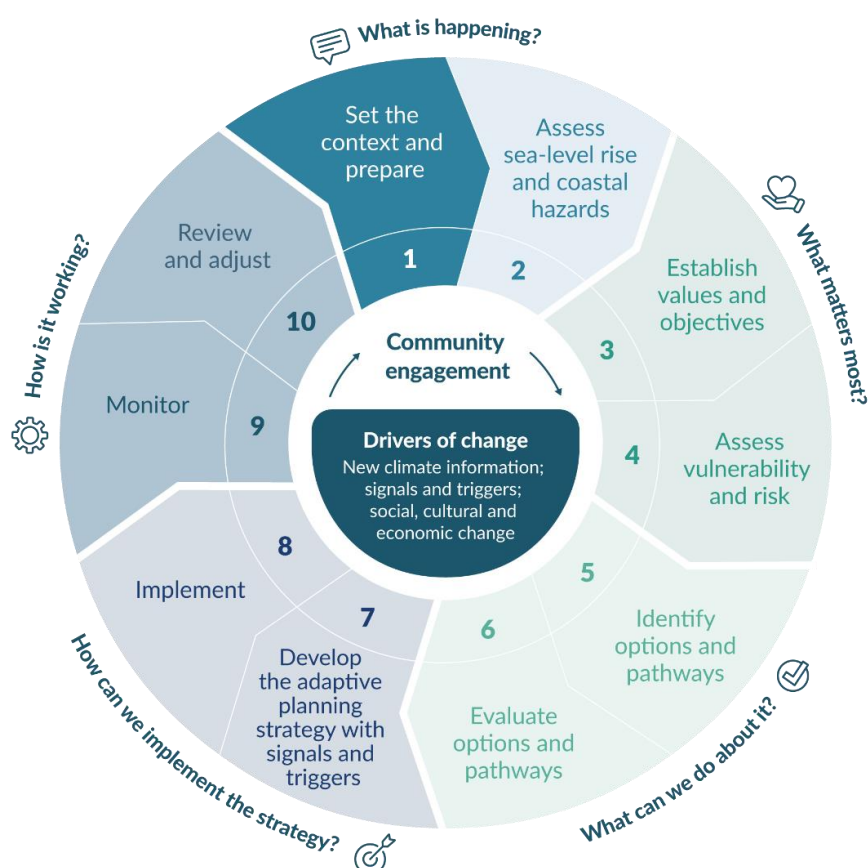 What is happening?
Set the
context and
prepare
1
Assess
sea-level rise
and coastal
hazards
2
What matters most?
Establish
values and
objectives
3
Assess
vulnerability
and risk
4
What can we do about it?
Identify
options and
pathways
5
Evaluate
options and
pathways
6
How can we implement the strategy?
Develop
the adaptive
planning
strategy with
signals and
triggers
7
Implement
8
How is it working?
Monitor
9
Review
and adjust
10
Community
engagement
Drivers of change
New climate information;
signals and triggers;
social, cultural and
economic change